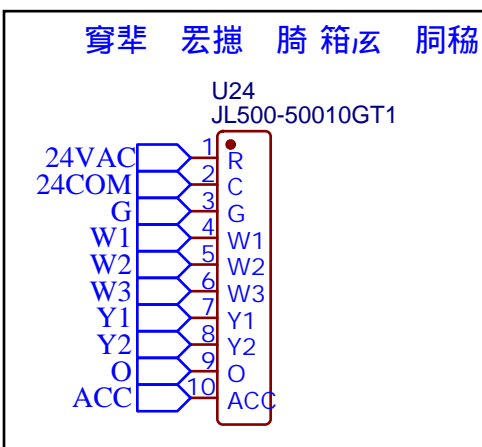 U24
JL500-50010GT1
24VAC 1 R
24COM 2 C
G 3 G
W1 4 W1
W2 5 W2
W3 6 W3
Y1 7 Y1
Y2 8 Y2
O 9 O
ACC 10 ACC